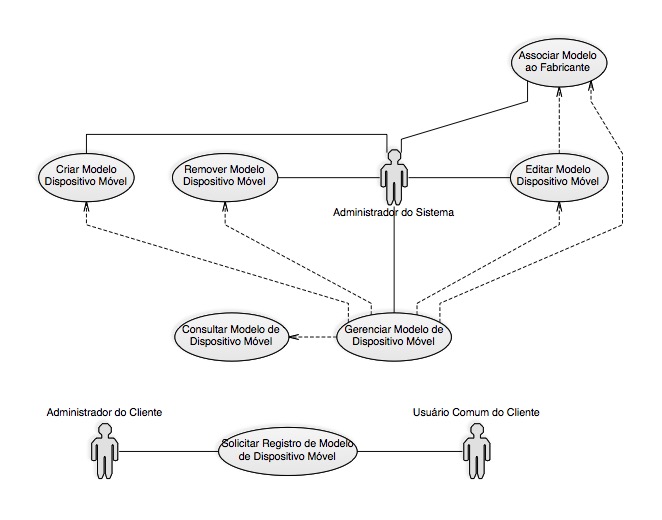 Associar Modelo
ao Fabricante
Criar Modelo
Dispositivo Móvel
Remover Modelo
Dispositivo Móvel
Editar Modelo
Dispositivo Móvel
Administrador do Sistema
Consultar Modelo de
Dispositivo Móvel
Gerenciar Modelo de
Dispositivo Móvel
Administrador do Cliente
Usuário Comum do Cliente
Solicitar Registro de Modelo
de Dispositivo Móvel